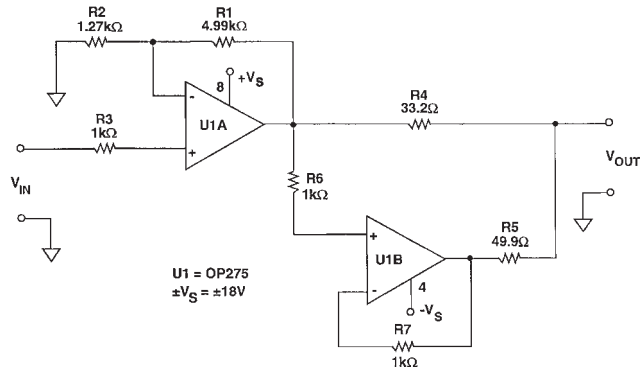 R2
1.27kΩ
R1
4.99kΩ
8
+VS
-
U1A
+
R3
1kΩ
VIN
R4
33.2Ω
VOUT
R6
1kΩ
+
U1B
-
R5
49.9Ω
4
-VS
R7
1kΩ
U1 = OP275
±VS = ±18V